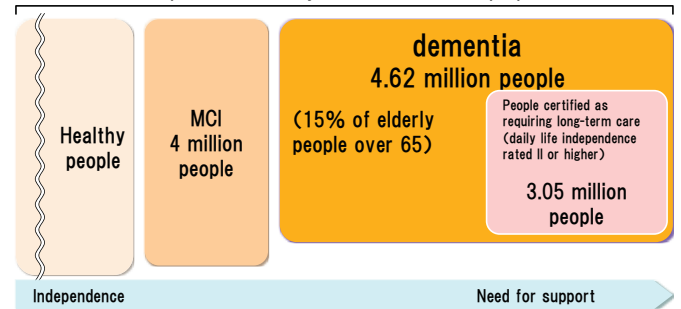 dementia
4.62 million people
(15% of elderly
people over 65)
People certified as
requiring long-term care
(daily life independence
rated II or higher)
3.05 million
people
MCI
4 million
people
Healthy
people
Independence
Need for support